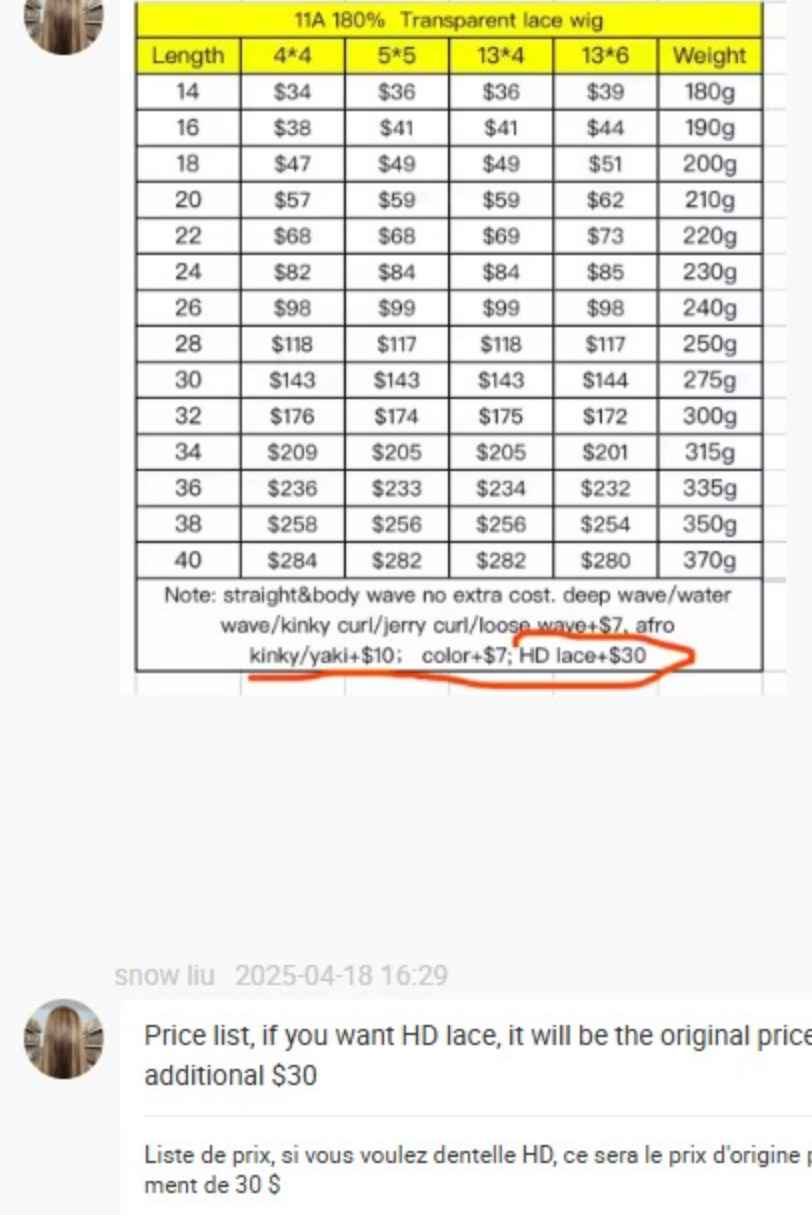 11A 180% Transparent lace wig
Length 4*4 5*5 13*4 13*6 Weight
14 $34 $36 $36 $39 180g
16 $38 $41 $41 $44 190g
18 $47 $49 $49 $51 200g
20 $57 $59 $59 $62 210g
22 $68 $68 $69 $73 220g
24 $82 $84 $84 $85 230g
26 $98 $99 $99 $98 240g
28 $118 $117 $118 $117 250g
30 $143 $143 $143 $144 275g
32 $176 $174 $175 $172 300g
34 $209 $205 $205 $201 315g
36 $236 $233 $234 $232 335g
38 $258 $256 $256 $254 350g
40 $284 $282 $282 $280 370g
Note: straight&body wave no extra cost. deep wave/water
wave/kinky curl/jerry curl/loose wave+$7, afro
kinky/yaki+$10; color+$7; HD lace+$30
snow liu 2025-04-18 16:29
Price list, if you want HD lace, it will be the original price
additional $30
Liste de prix, si vous voulez dentelle HD, ce sera le prix d'origine
ment de 30 $